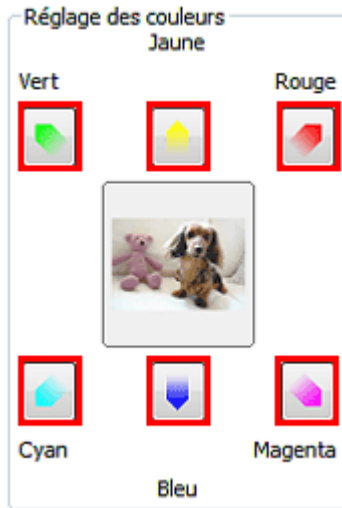 Réglage des couleurs
Jaune
Vert
Rouge
Cyan
Magenta
Bleu